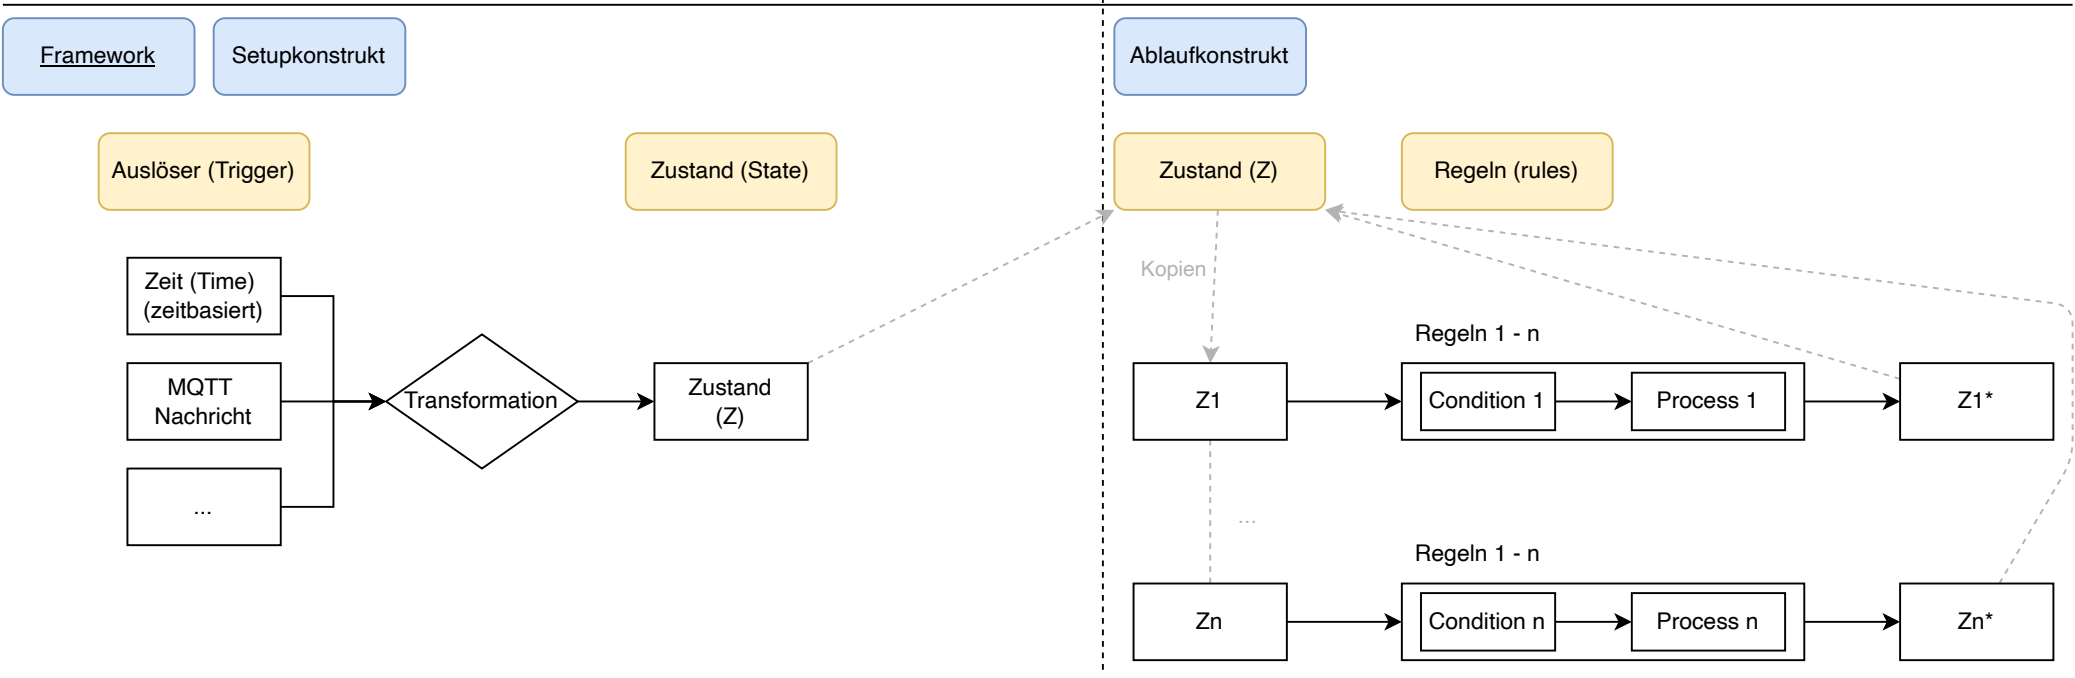 Framework
Setupkonstrukt
Ablaufkonstrukt
Auslöser (Trigger)
Zustand (State)
Zustand (Z)
Regeln (rules)
Zeit (Time)
(zeitbasiert)
MQTT
Nachricht
...
Transformation
Zustand
(Z)
Kopien
Regeln 1 - n
Z1
Condition 1
Process 1
Z1*
...
Regeln 1 - n
Zn
Condition n
Process n
Zn*